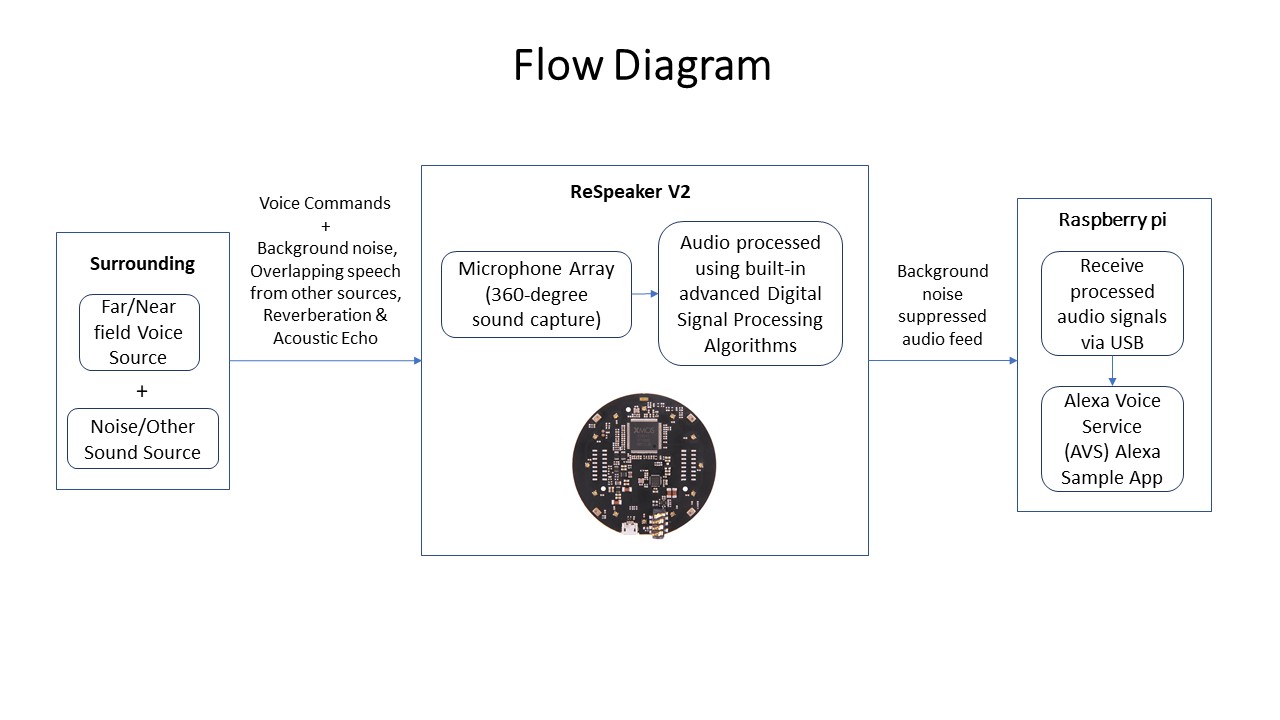 Flow Diagram
Surrounding
Far/Near
field Voice
Source
+
Noise/Other
Sound Source
Voice Commands
+
Background noise,
Overlapping speech
from other sources,
Reverberation &
Acoustic Echo
ReSpeaker V2
Microphone Array
(360-degree
sound capture)
Audio processed
using built-in
advanced Digital
Signal Processing
Algorithms
XMOS
Background
noise
suppressed
audio feed
Raspberry pi
Receive
processed
audio signals
via USB
Alexa Voice
Service
(AVS) Alexa
Sample App